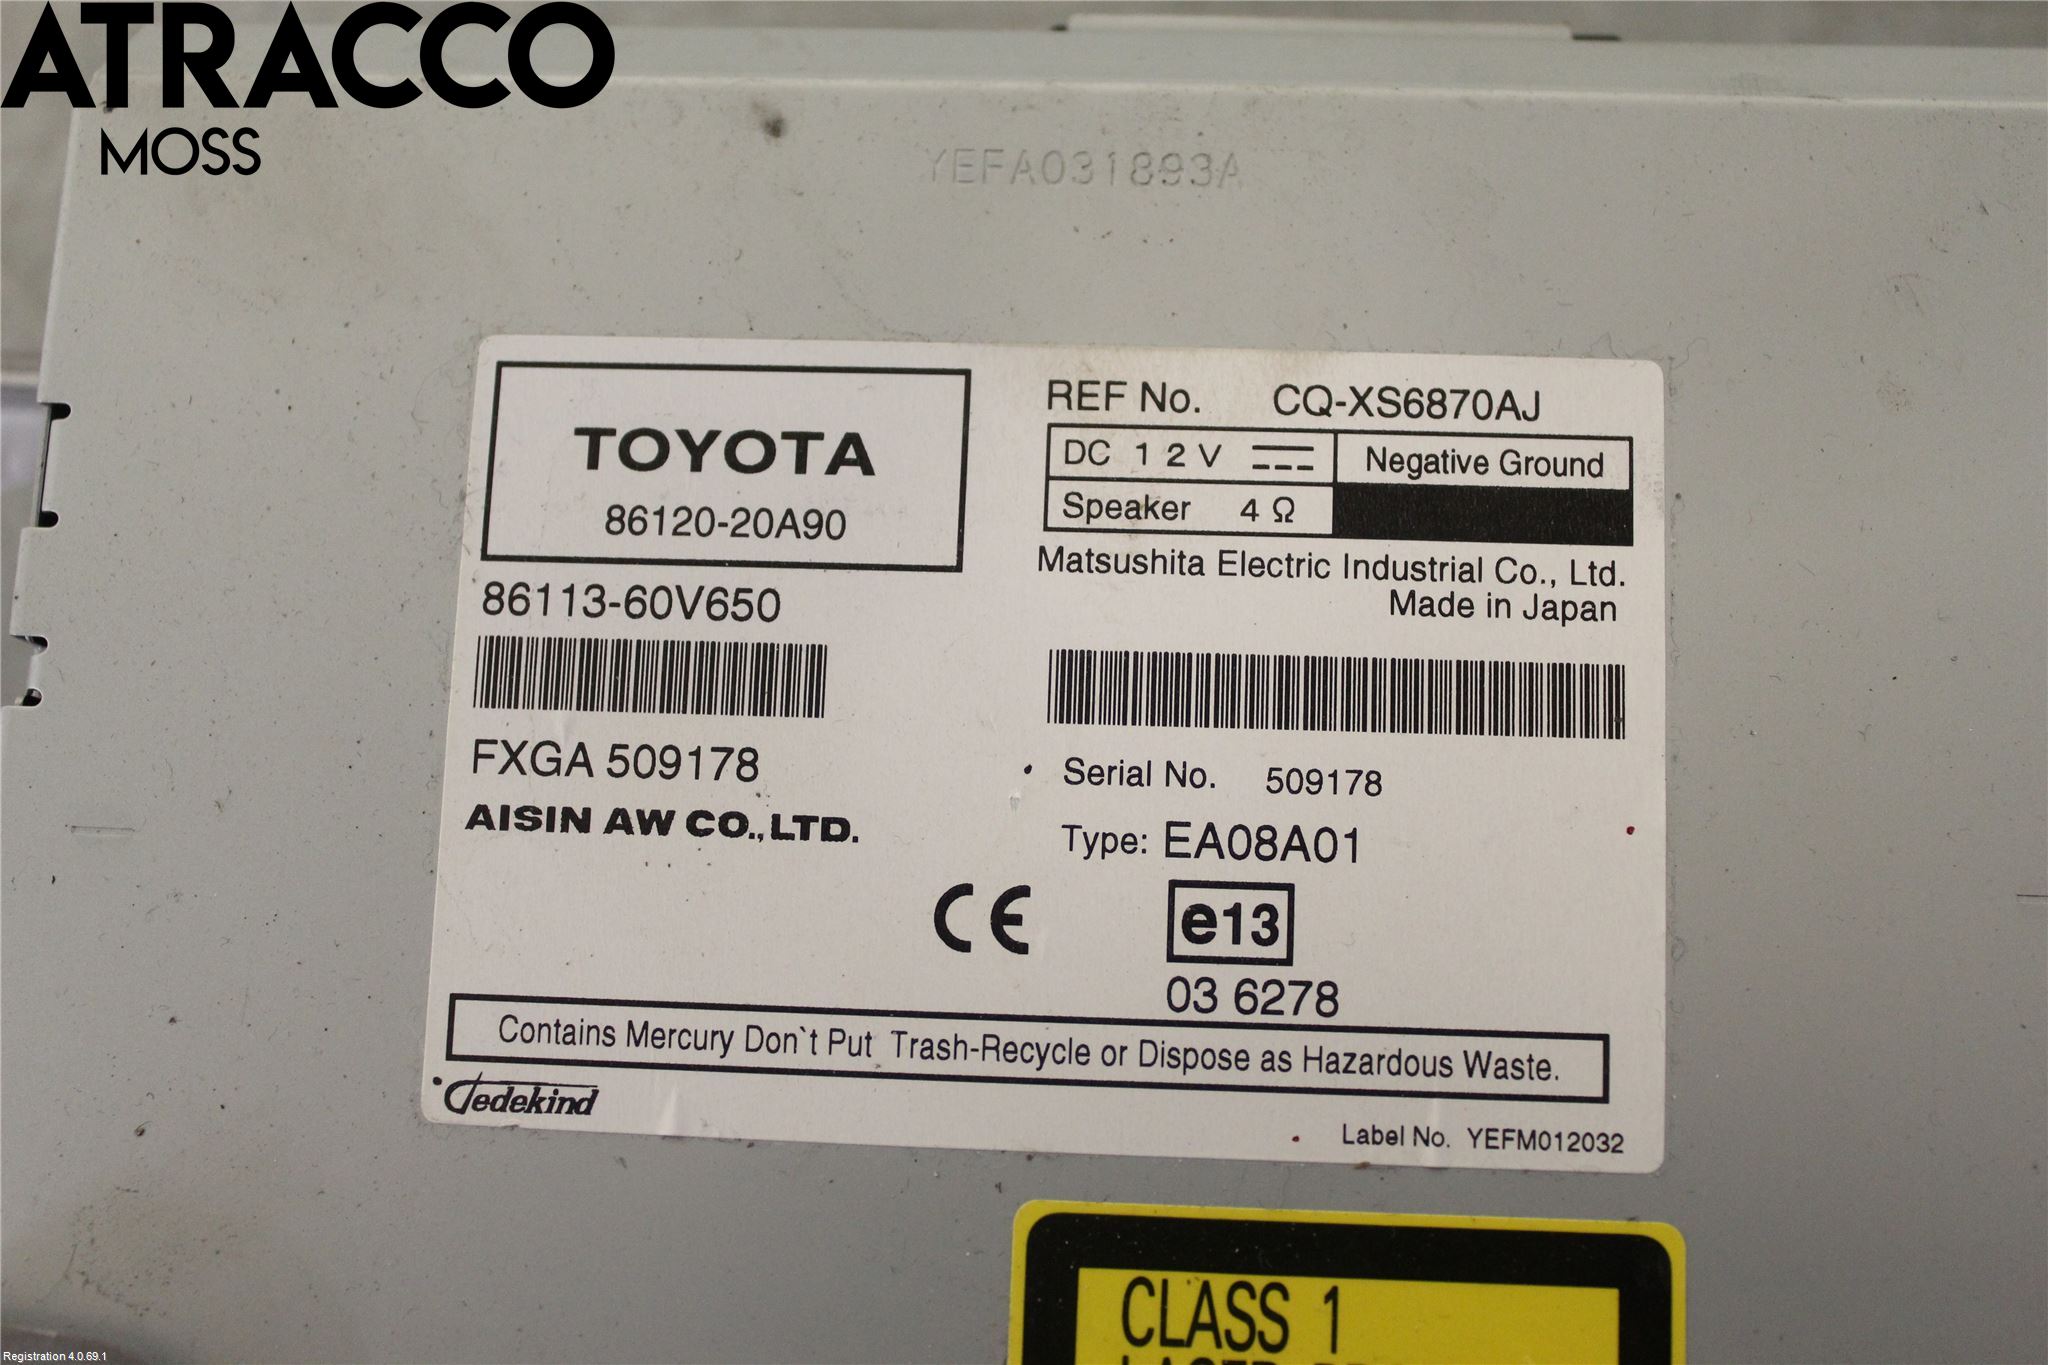 ATRACCO
MOSS
YEFA031893A
TOYOTA
86120-20A90
86113-60V650
FXGA 509178
AISIN AW CO.,LTD.
REF No. CQ-XS6870AJ
DC 12V Negative Ground
Speaker 4Ω
Matsushita Electric Industrial Co., Ltd.
Made in Japan
Serial No. 509178
Type: EA08A01
CE
e13
03 6278
Contains Mercury Don`t Put Trash-Recycle or Dispose as Hazardous Waste.
Gedekind
Label No. YEFM012032
CLASS 1
Registration 4.0.69.1